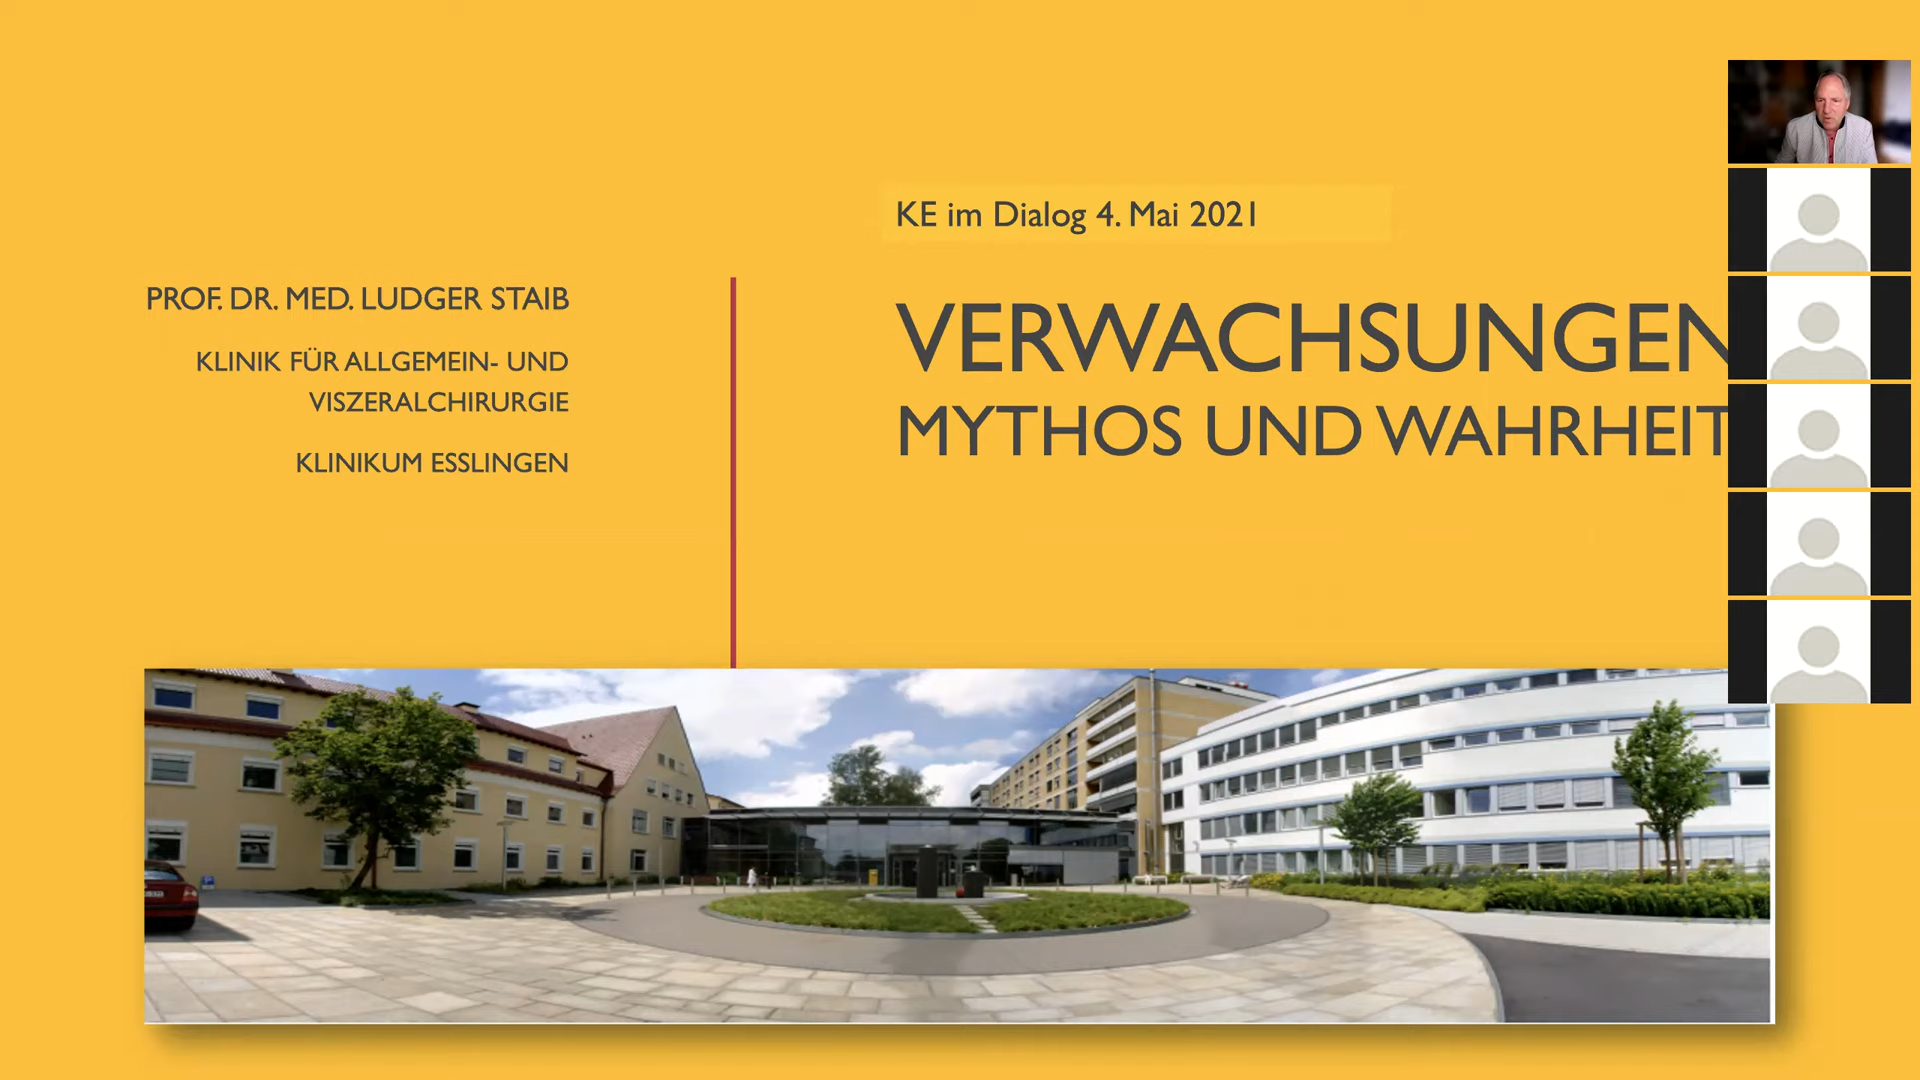 PROF. DR. MED. LUDGER STAIB
KLINIK FÜR ALLGEMEIN- UND
VISZERALCHIRURGIE
KLINIKUM ESSLINGEN
KE im Dialog 4. Mai 2021
VERWACHSUNGEN
MYTHOS UND WAHRHEIT